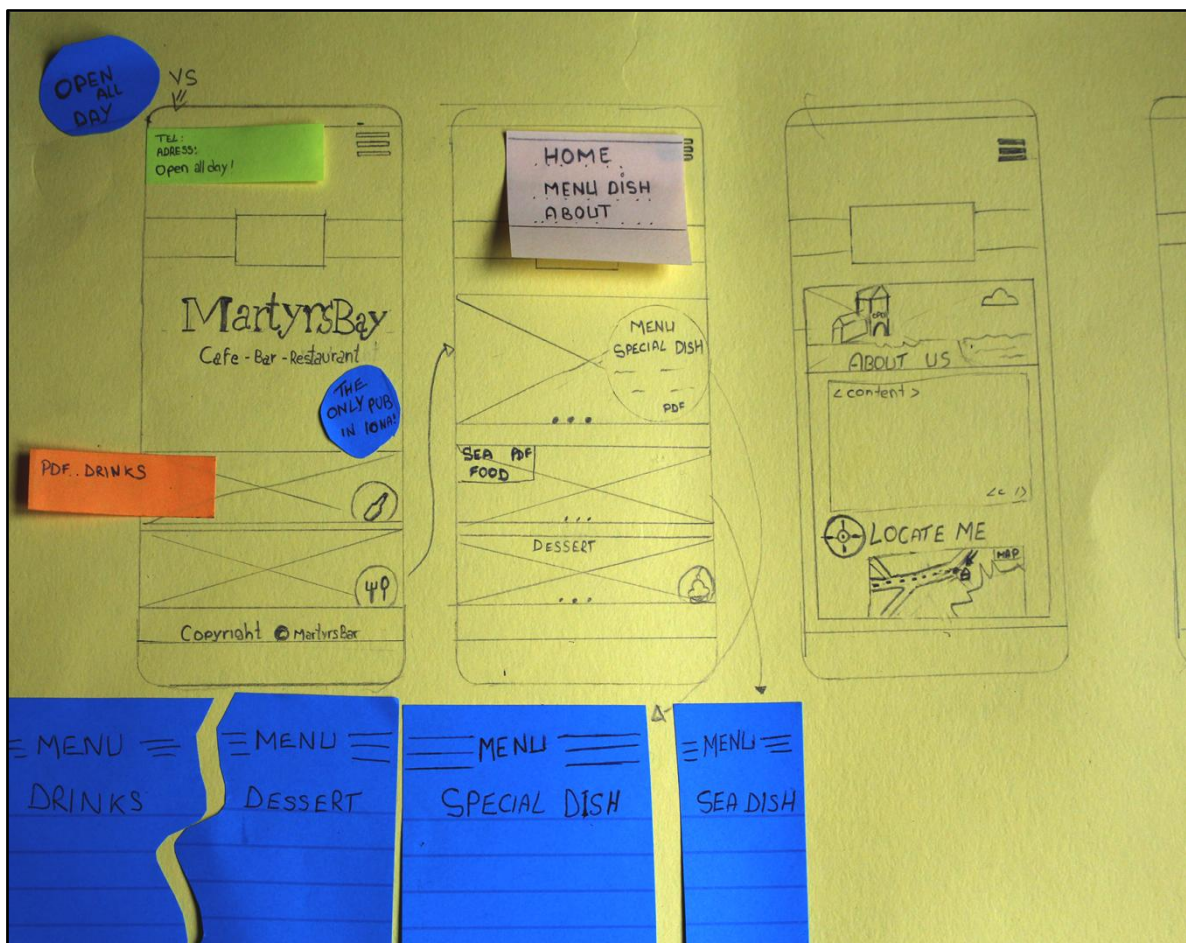 OPEN
ALL
DAY
VS
TEL:
ADRESS:
Open all day!
MartyrsBay
Cafe - Bar - Restaurant
THE
ONLY PUB
IN IONA!
PDF.. DRINKS
Copyright © MartyrsBar
HOME
MENU DISH
ABOUT
MENU
SPECIAL DISH
PDF
SEA PDF
FOOD
DESSERT
OPEN
ABOUT US
< content >
LOCATE ME
MAP
MENU
DRINKS
MENU
DESSERT
MENU
SPECIAL DISH
MENU
SEA DISH